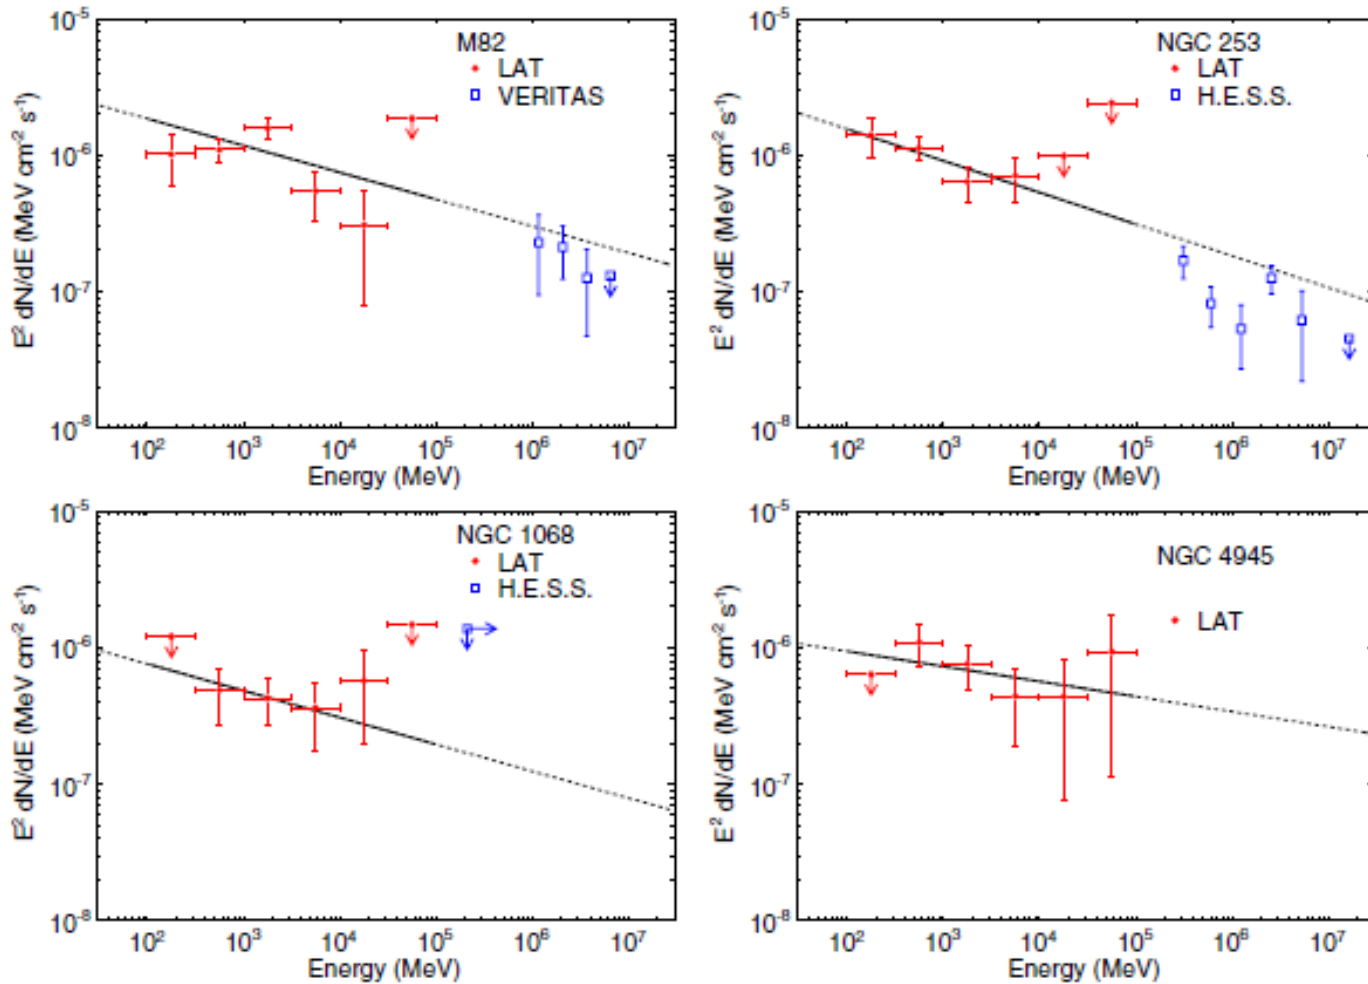 M82
LAT
VERITAS
E² dN/dE (MeV cm⁻² s⁻¹)
10⁻⁵
10⁻⁶
10⁻⁷
10⁻⁸
10² 10³ 10⁴ 10⁵ 10⁶ 10⁷
Energy (MeV)
NGC 253
LAT
H.E.S.S.
E² dN/dE (MeV cm⁻² s⁻¹)
10⁻⁵
10⁻⁶
10⁻⁷
10⁻⁸
10² 10³ 10⁴ 10⁵ 10⁶ 10⁷
Energy (MeV)
NGC 1068
LAT
H.E.S.S.
E² dN/dE (MeV cm⁻² s⁻¹)
10⁻⁵
10⁻⁶
10⁻⁷
10⁻⁸
10² 10³ 10⁴ 10⁵ 10⁶ 10⁷
Energy (MeV)
NGC 4945
LAT
E² dN/dE (MeV cm⁻² s⁻¹)
10⁻⁵
10⁻⁶
10⁻⁷
10⁻⁸
10² 10³ 10⁴ 10⁵ 10⁶ 10⁷
Energy (MeV)